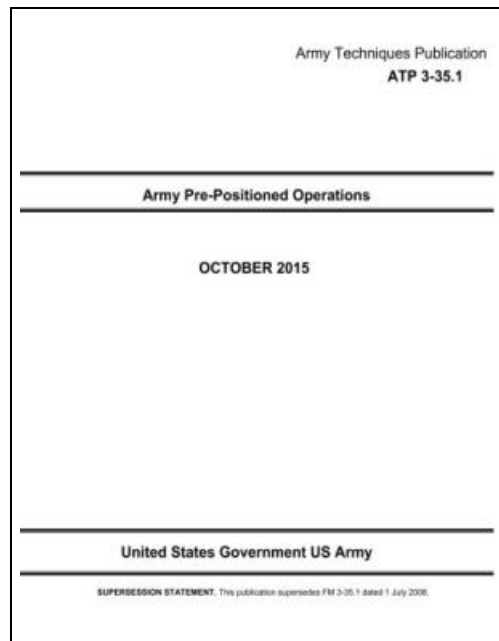 Army Techniques Publication
ATP 3-35.1
Army Pre-Positioned Operations
OCTOBER 2015
United States Government US Army
SUPERSESSION STATEMENT. This publication supersedes FM 3-35.1 dated 1 July 2008.